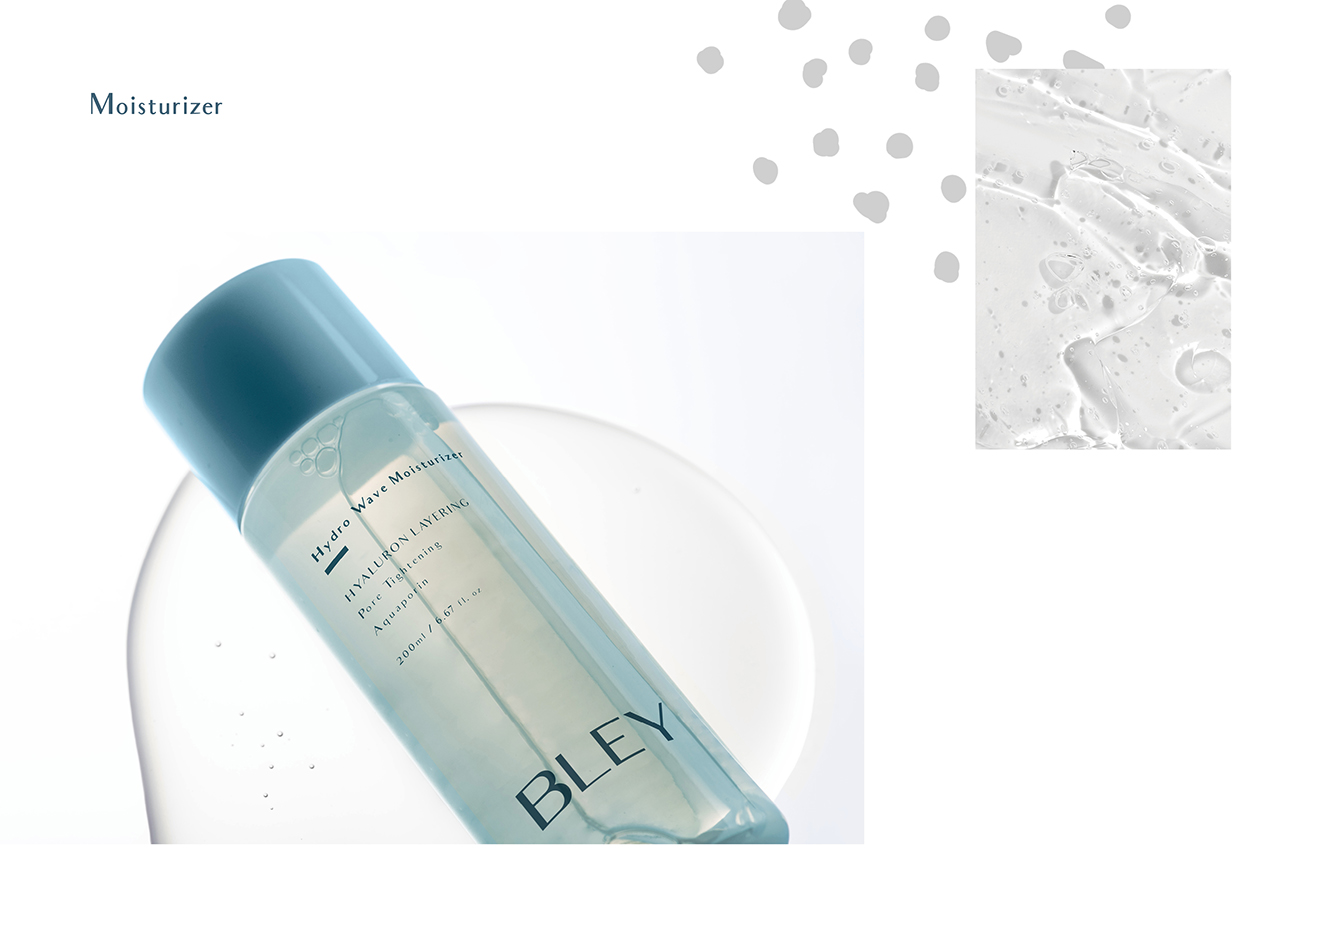 Moisturizer
Hydro Wave Moisturizer
HYALURON LAYERING
Pore Tightening
Aquaporin
200ml / 6.67 fl. oz
BLEY